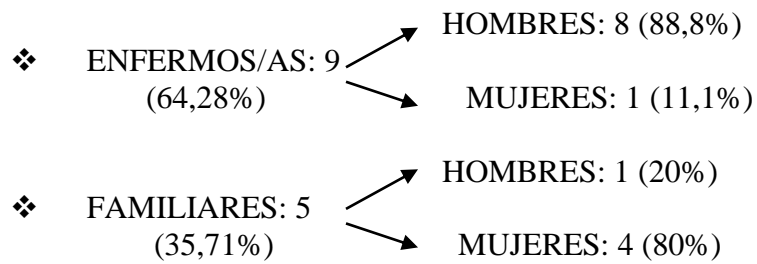 HOMBRES: 8 (88,8%)
❖ ENFERMOS/AS: 9
(64,28%)
MUJERES: 1 (11,1%)
HOMBRES: 1 (20%)
❖ FAMILIARES: 5
(35,71%)
MUJERES: 4 (80%)